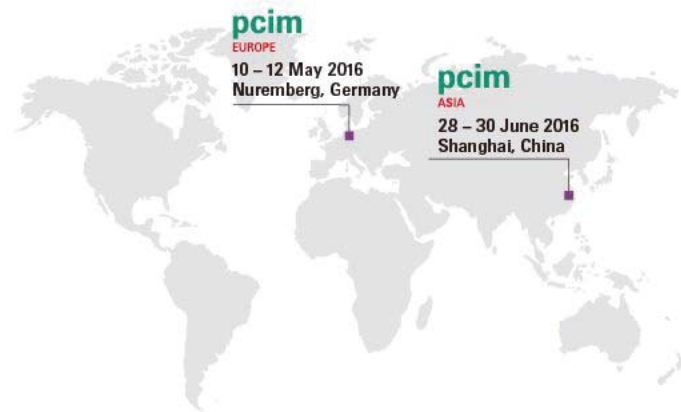 pcim
EUROPE
10 – 12 May 2016
Nuremberg, Germany
pcim
ASIA
28 – 30 June 2016
Shanghai, China